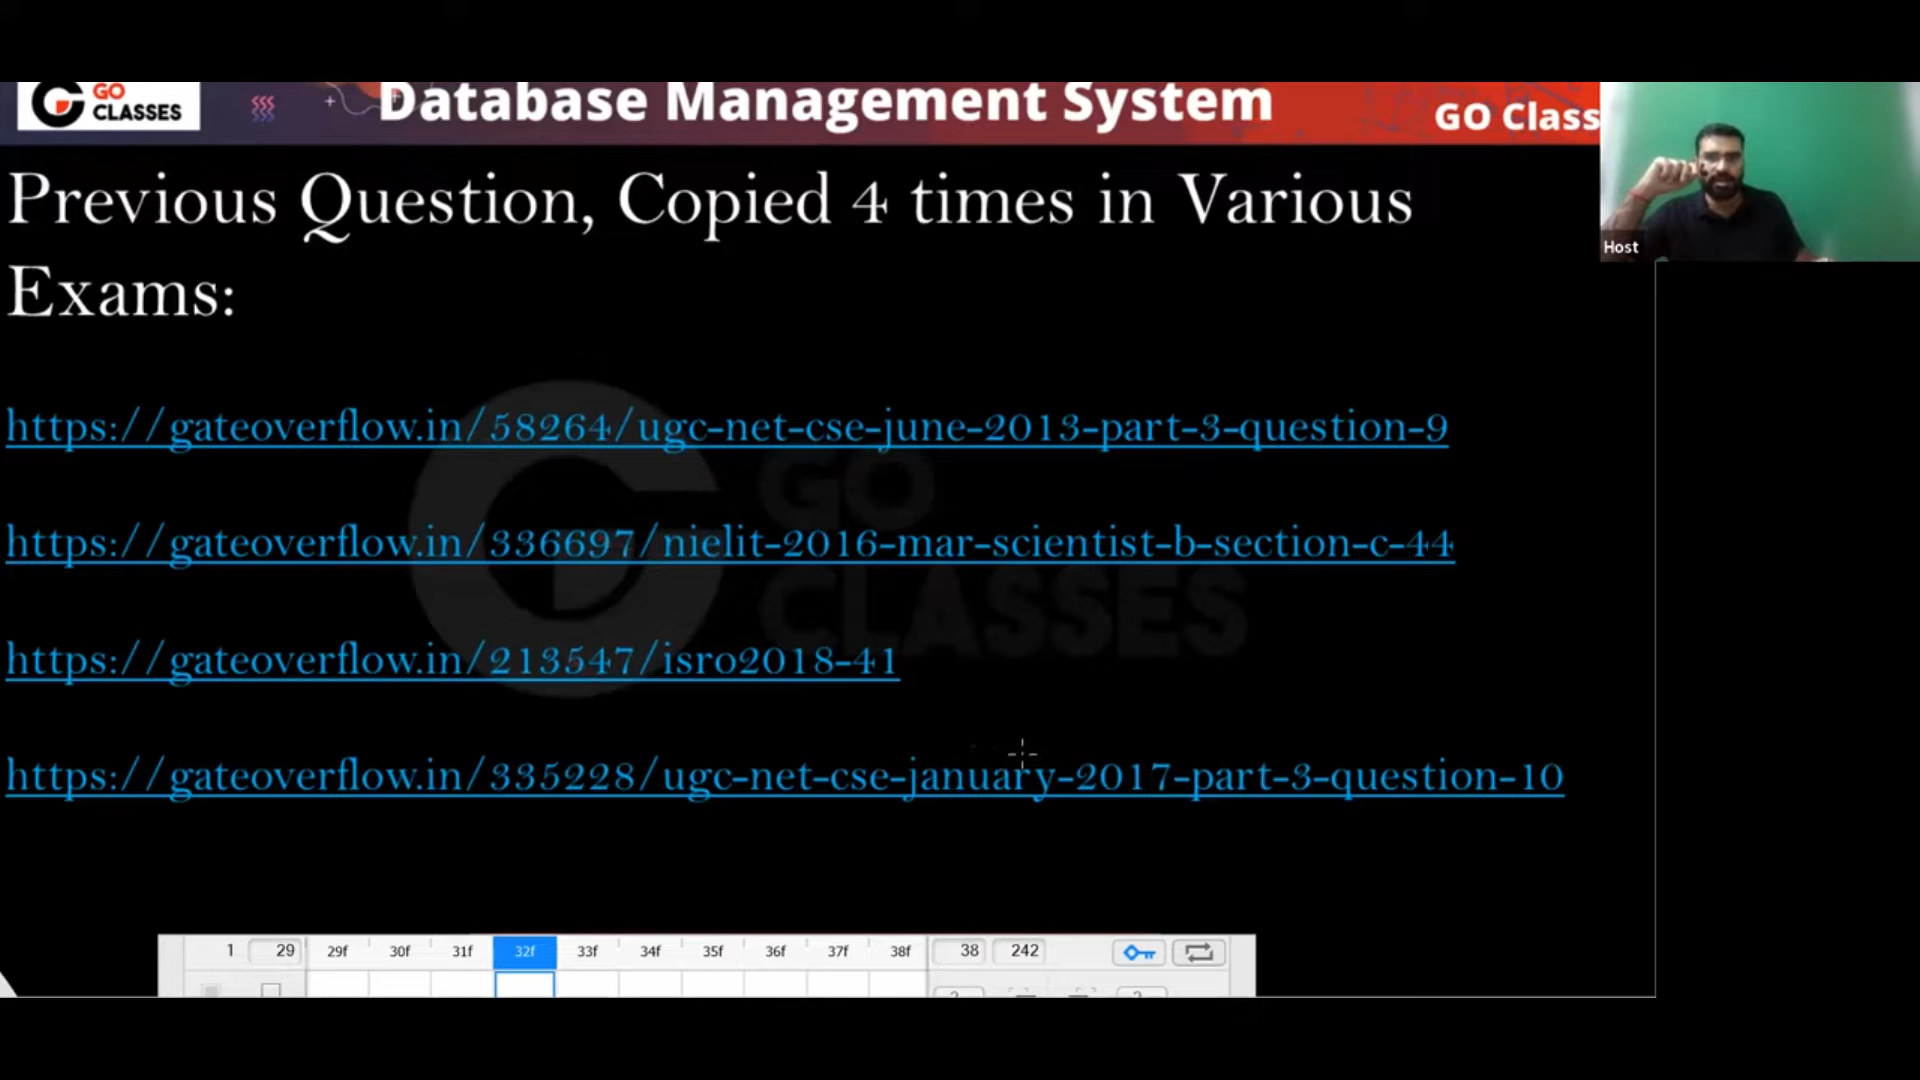 GO
CLASSES
Database Management System
GO Class
Host
Previous Question, Copied 4 times in Various
Exams:
https://gateoverflow.in/58264/ugc-net-cse-june-2013-part-3-question-9
https://gateoverflow.in/336697/nielit-2016-mar-scientist-b-section-c-44
https://gateoverflow.in/213547/isro2018-41
https://gateoverflow.in/335228/ugc-net-cse-january-2017-part-3-question-10
GO
CLASSES
1 29 29f 30f 31f 32f 33f 34f 35f 36f 37f 38f 38 242